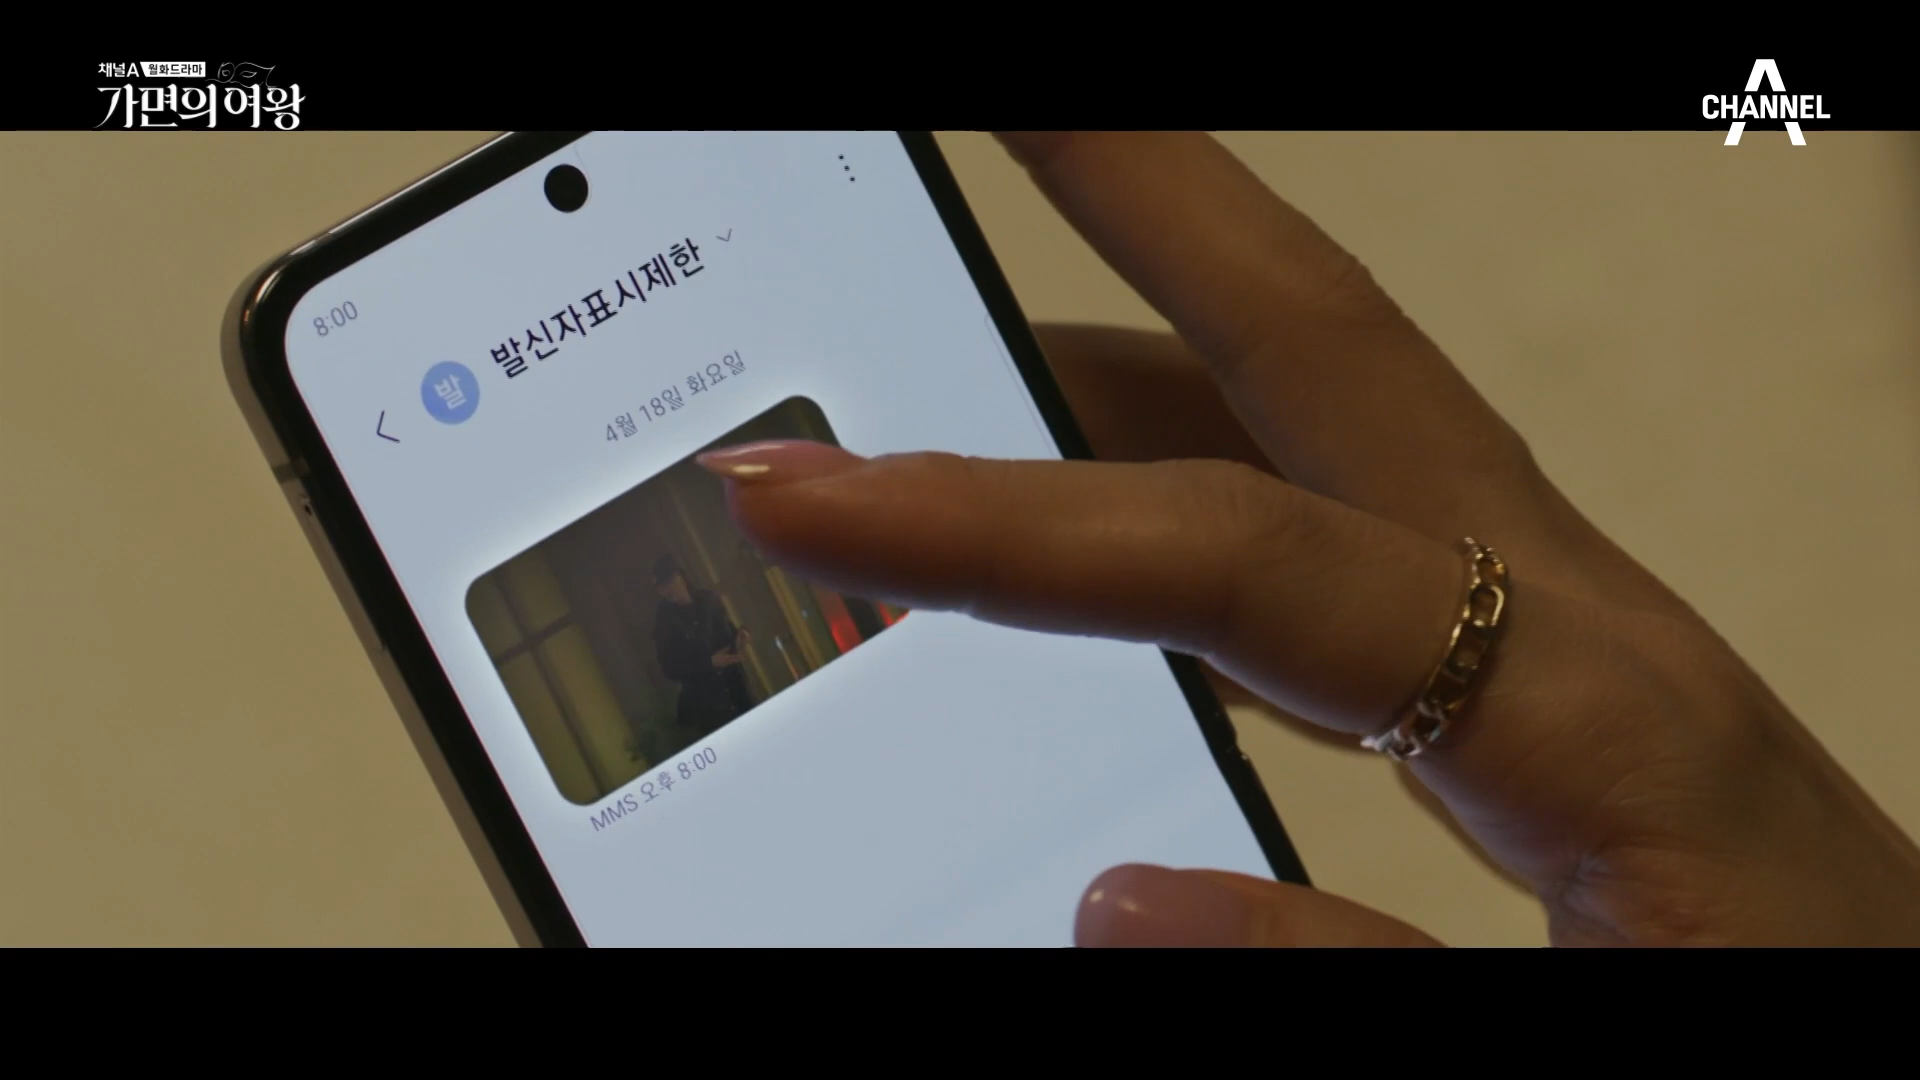 채널A 월화드라마
가면의 여왕
CHANNEL A
8:00
발 발신자표시제한
4월 18일 화요일
MMS 오후 8:00